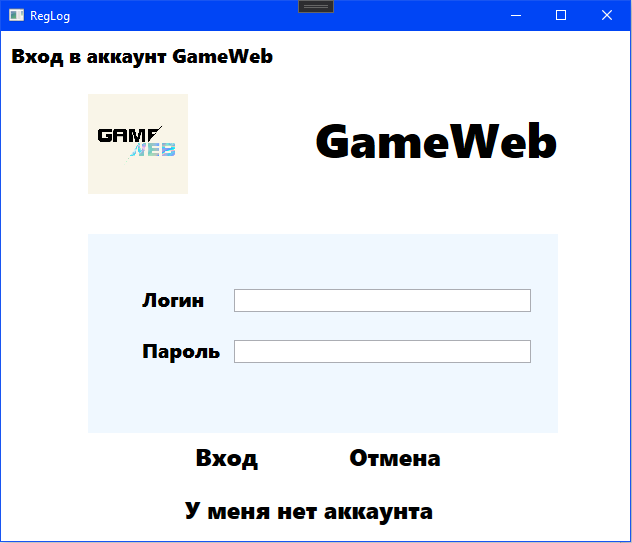 RegLog
Вход в аккаунт GameWeb
GAME
WEB
GameWeb
Логин
Пароль
Вход Отмена
У меня нет аккаунта